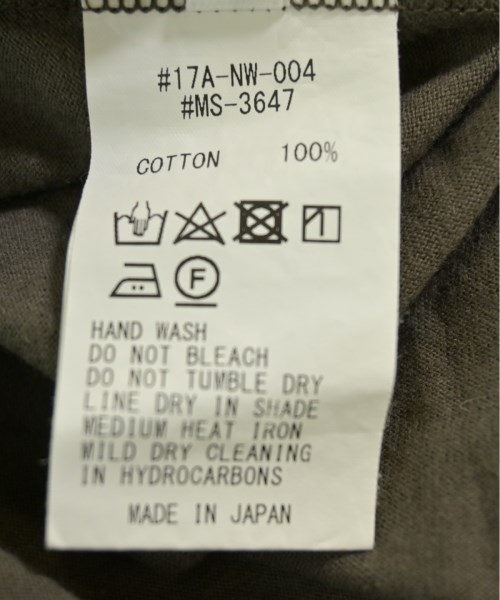 #17A-NW-004
#MS-3647
COTTON 100%
F
HAND WASH
DO NOT BLEACH
DO NOT TUMBLE DRY
LINE DRY IN SHADE
MEDIUM HEAT IRON
MILD DRY CLEANING
IN HYDROCARBONS
MADE IN JAPAN